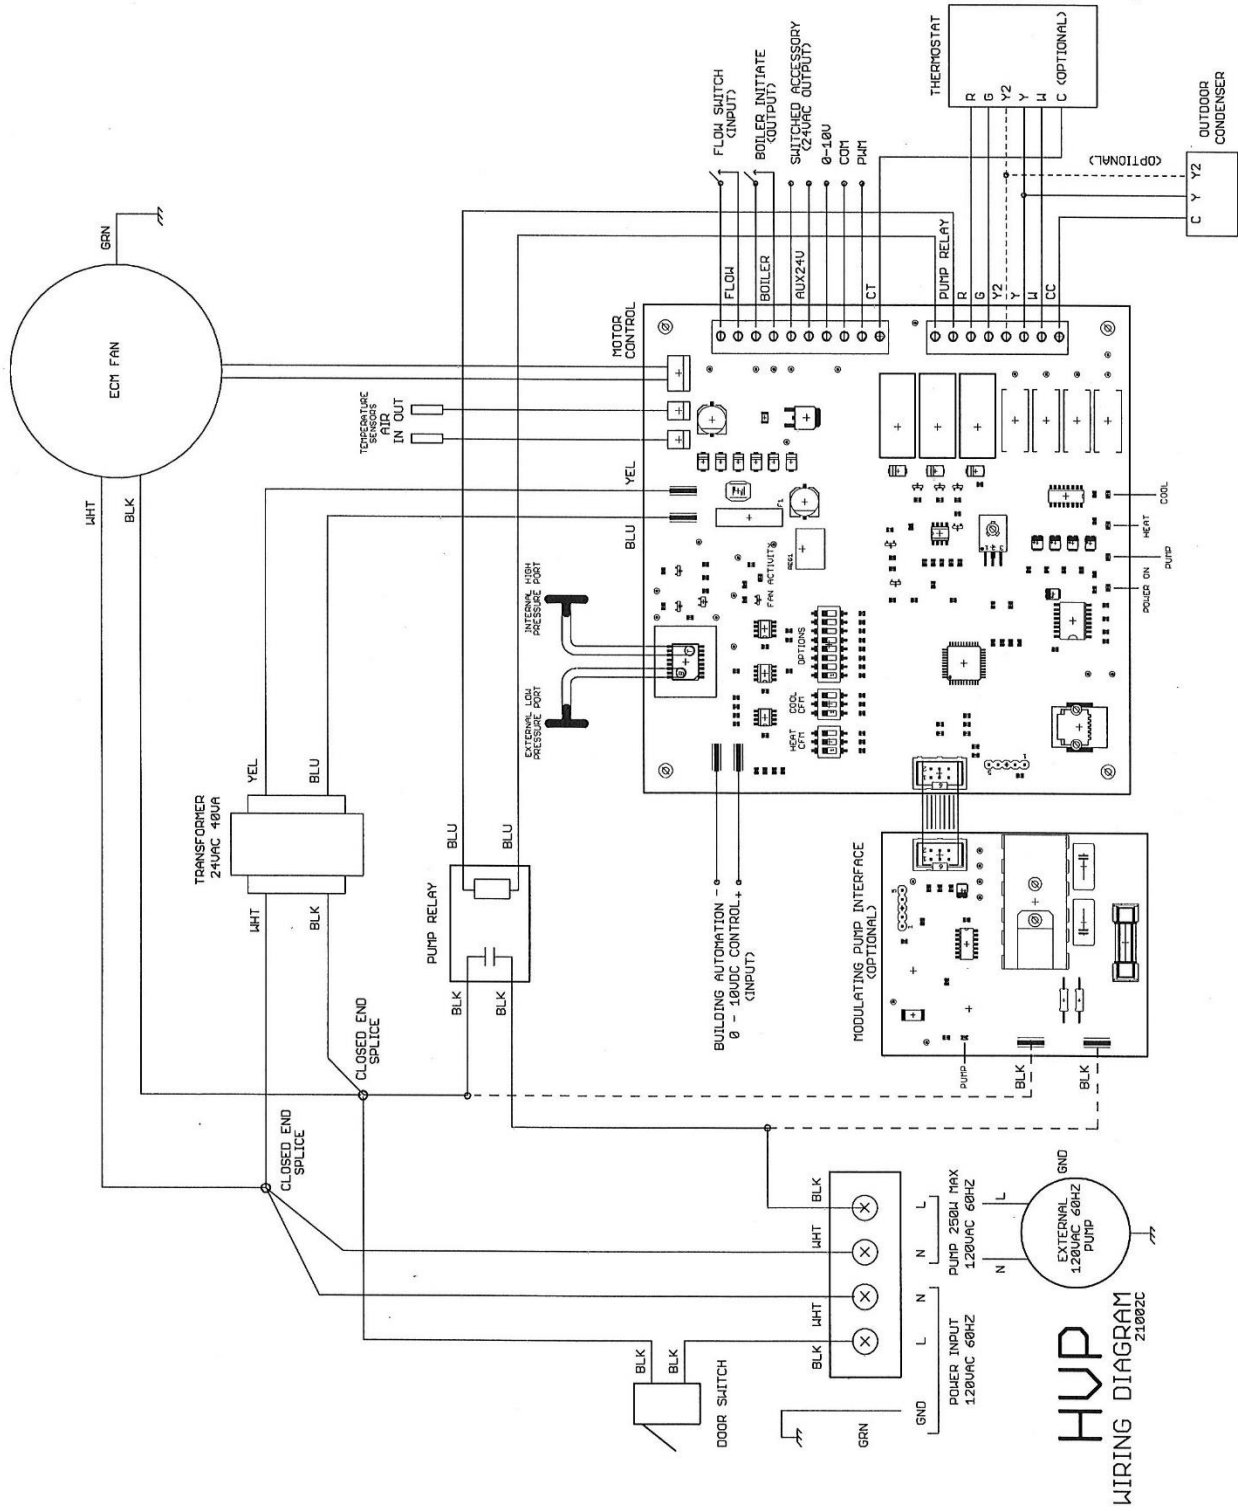 HVP
WIRING DIAGRAM
21002C
ECM FAN
GRN
WHT
BLK
TEMPERATURE
SENSORS
AIR
IN OUT
MOTOR
CONTROL
YEL
BLU
INTERNAL HIGH
PRESSURE PORT
EXTERNAL LOW
PRESSURE PORT
TRANSFORMER
24VAC 40VA
YEL
BLU
WHT
BLK
PUMP RELAY
BLU
BLU
BLK
BLK
CLOSED END
SPLICE
CLOSED END
SPLICE
BUILDING AUTOMATION -
0 - 10VDC CONTROL +
(INPUT)
FLOW SWITCH
(INPUT)
BOILER INITIATE
(OUTPUT)
SWITCHED ACCESSORY
(24VAC OUTPUT)
0-10V
COM
PWM
FLOW
BOILER
AUX24V
CT
PUMP RELAY
R
G
Y2
Y
W
CC
THERMOSTAT
R
G
Y2
Y
W
C (OPTIONAL)
(OPTIONAL)
OUTDOOR
CONDENSER
C
Y
Y2
FAN ACTIVITY
F1
REG1
HEAT
CFM
COOL
CFM
OPTIONS
POWER ON
PUMP
HEAT
COOL
MODULATING PUMP INTERFACE
(OPTIONAL)
PUMP
BLK
BLK
DOOR SWITCH
BLK
BLK
BLK
WHT
WHT
BLK
GRN
GND
L
N
N
L
POWER INPUT
120VAC 60HZ
PUMP 250W MAX
120VAC 60HZ
N
L
GND
EXTERNAL
120VAC 60HZ
PUMP